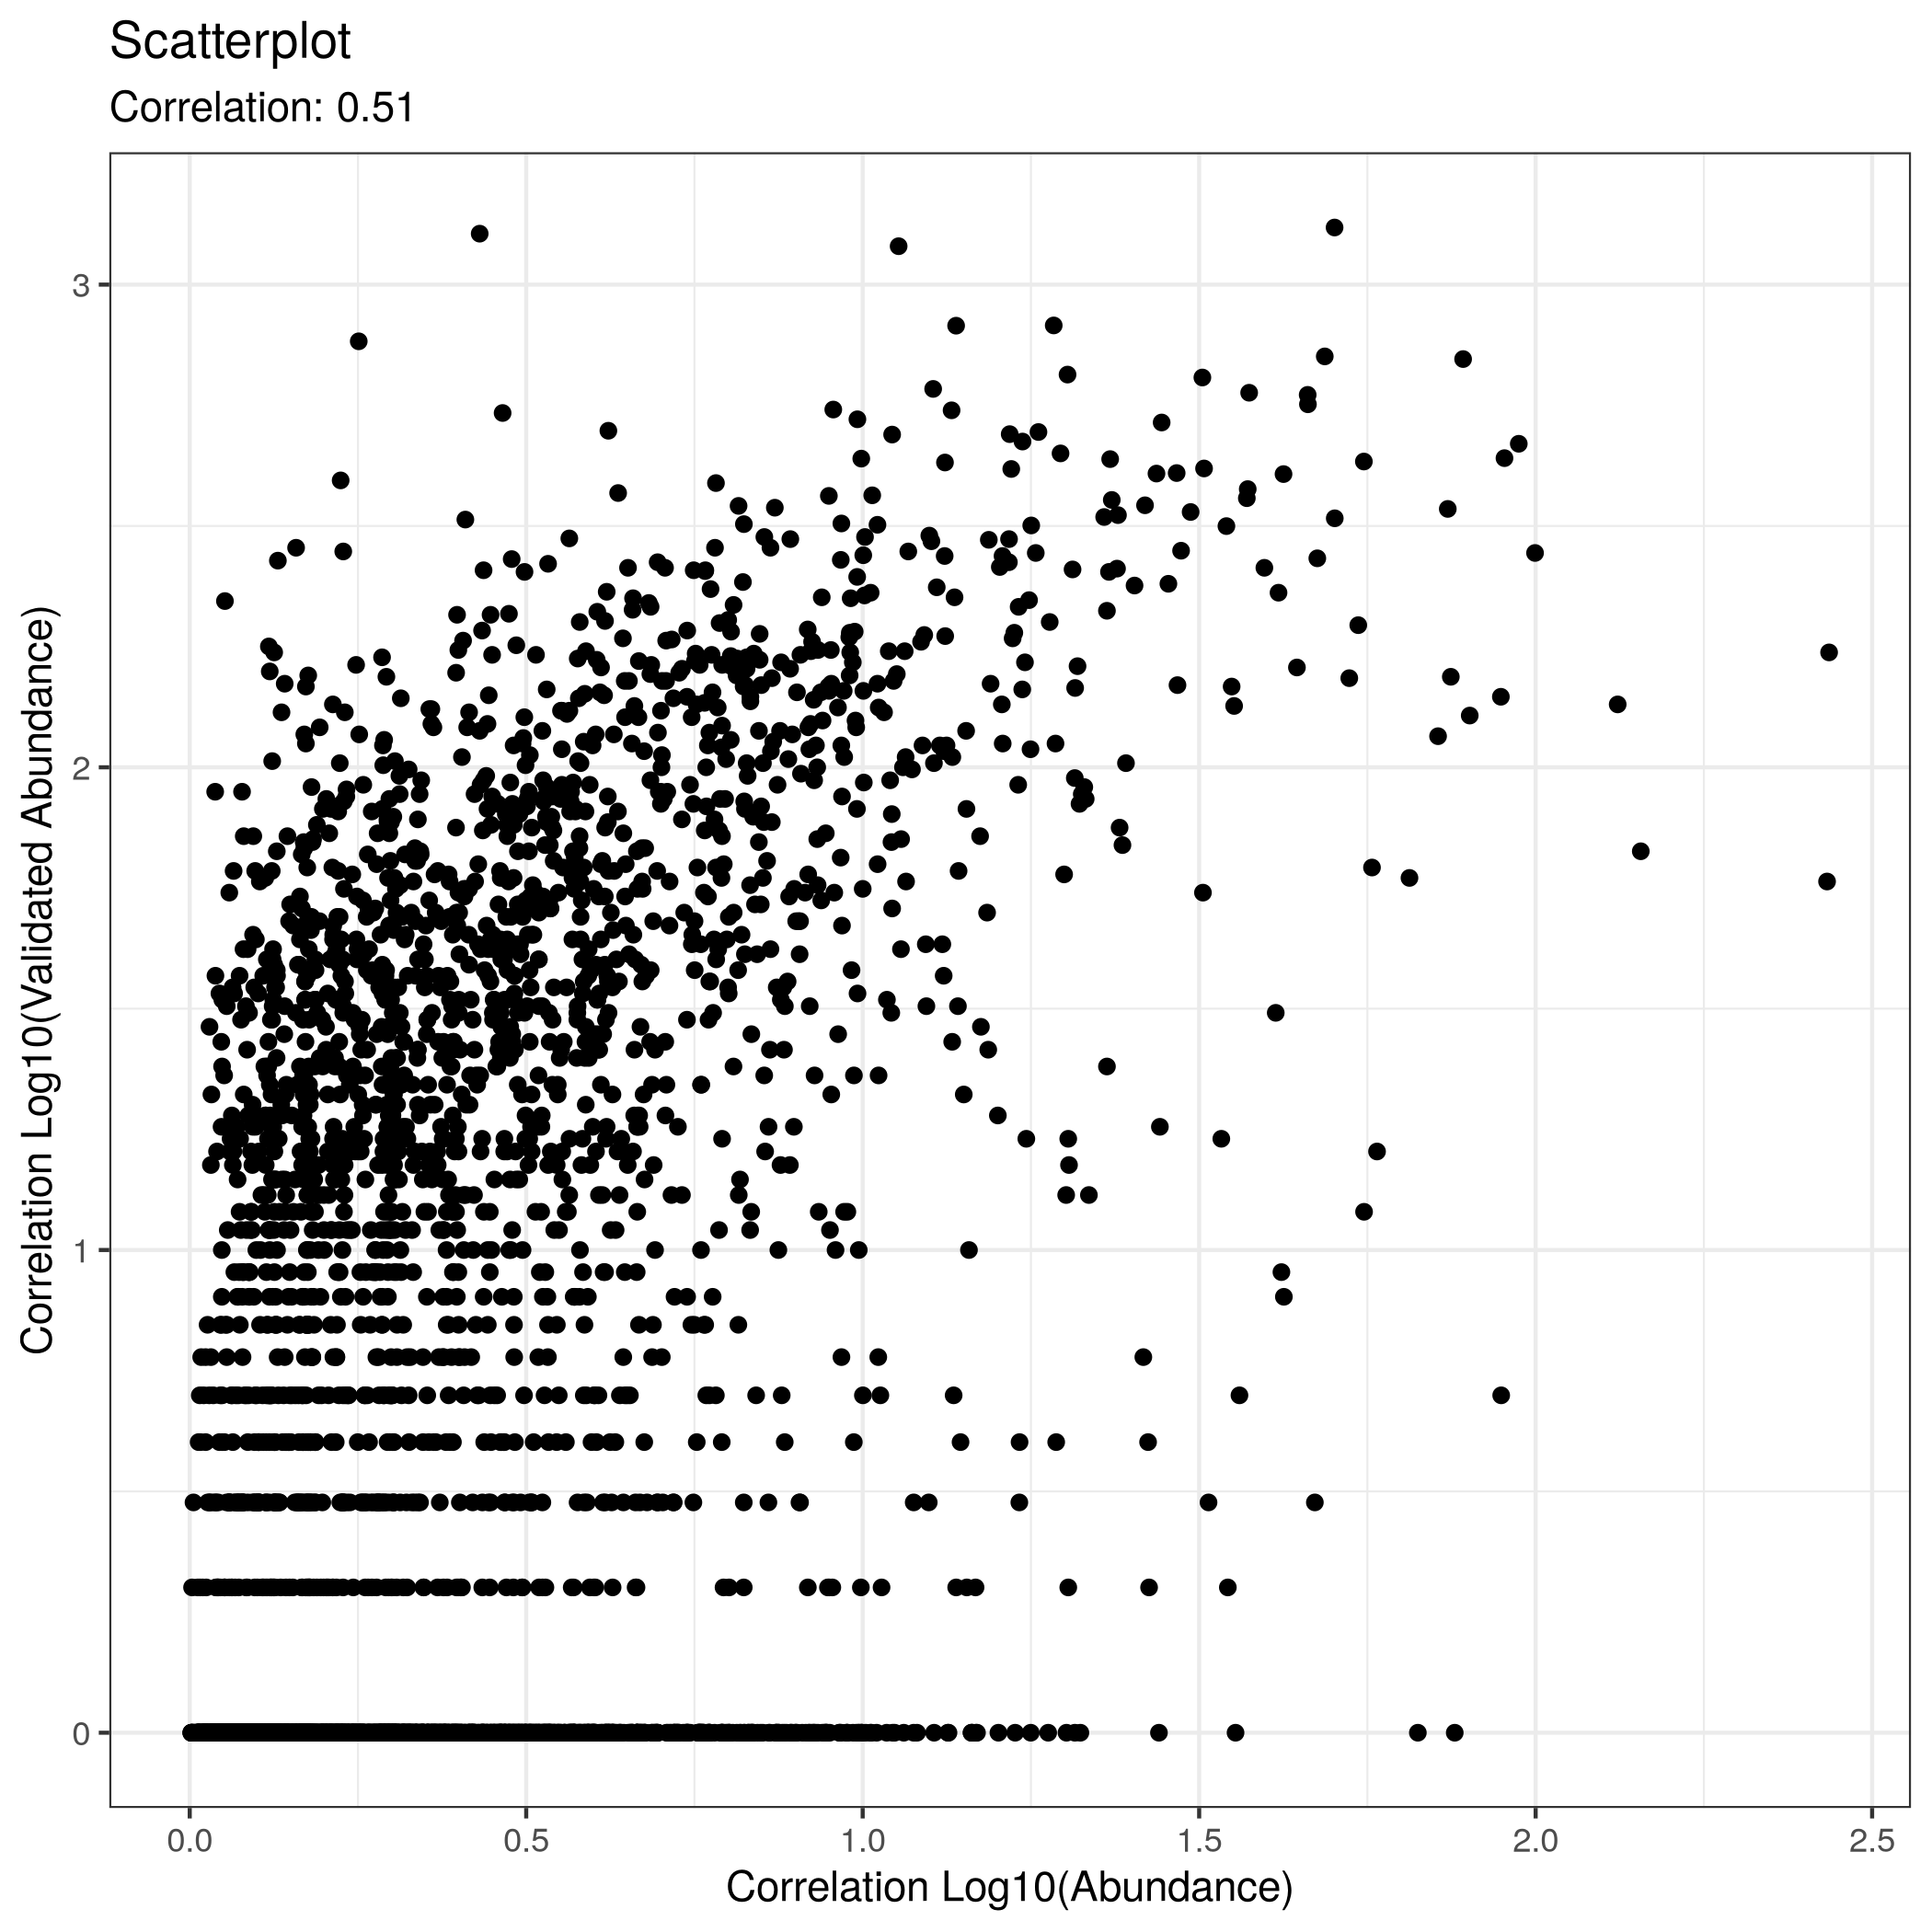 Scatterplot
Correlation: 0.51
Correlation Log10(Validated Abundance)
3
2
1
0
0.0 0.5 1.0 1.5 2.0 2.5
Correlation Log10(Abundance)